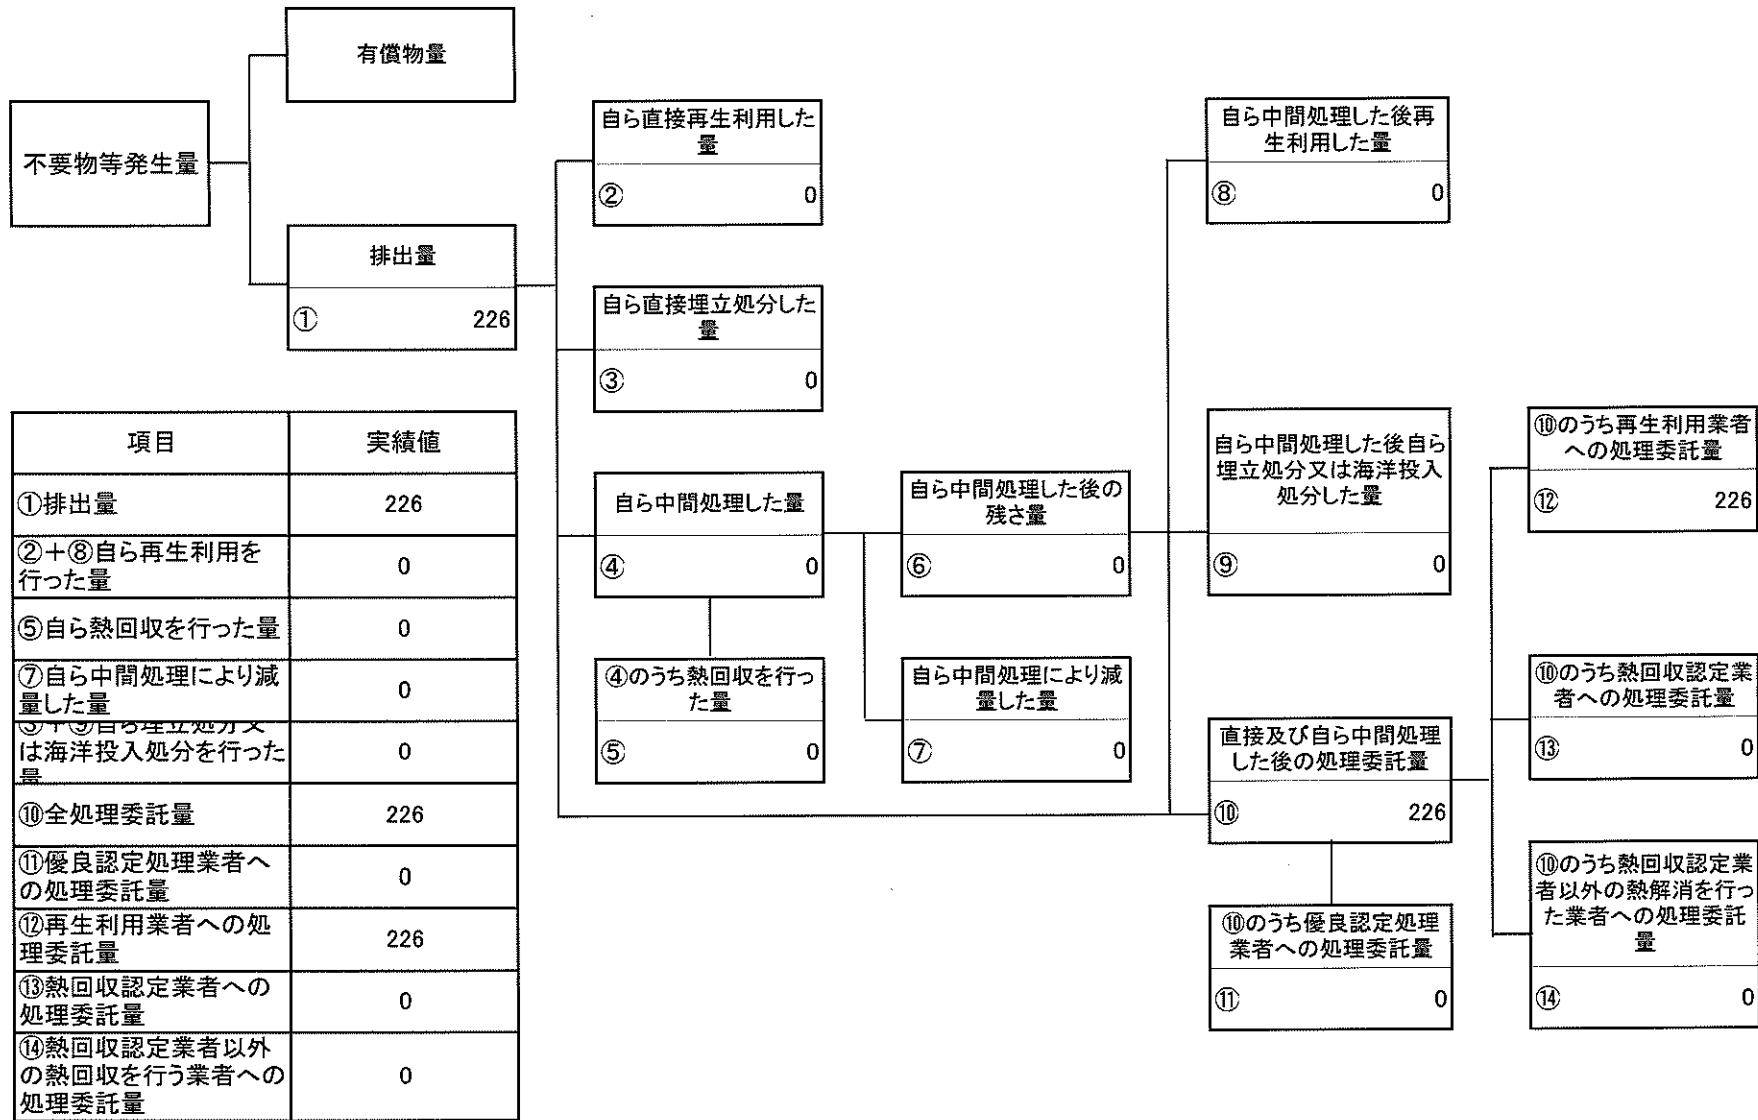 有償物量
不要物等発生量
排出量
① 226
自ら直接再生利用した
量
② 0
自ら直接埋立処分した
量
③ 0
自ら中間処理した量
④ 0
④のうち熱回収を行っ
た量
⑤ 0
自ら中間処理した後の
残さ量
⑥ 0
自ら中間処理により減
量した量
⑦ 0
自ら中間処理した後再
生利用した量
⑧ 0
自ら中間処理した後自ら
埋立処分又は海洋投入
処分した量
⑨ 0
直接及び自ら中間処理
した後の処理委託量
⑩ 226
⑩のうち優良認定処理
業者への処理委託量
⑪ 0
⑩のうち再生利用業者
への処理委託量
⑫ 226
⑩のうち熱回収認定業
者への処理委託量
⑬ 0
⑩のうち熱回収認定業
者以外の熱解消を行っ
た業者への処理委託
量
⑭ 0
項目 実績値
①排出量 226
②+⑧自ら再生利用を
行った量 0
⑤自ら熱回収を行った量 0
⑦自ら中間処理により減
量した量 0
③+⑨自ら埋立処分又
は海洋投入処分を行った
量 0
⑩全処理委託量 226
⑪優良認定処理業者へ
の処理委託量 0
⑫再生利用業者への処
理委託量 226
⑬熱回収認定業者への
処理委託量 0
⑭熱回収認定業者以外
の熱回収を行う業者への
処理委託量 0